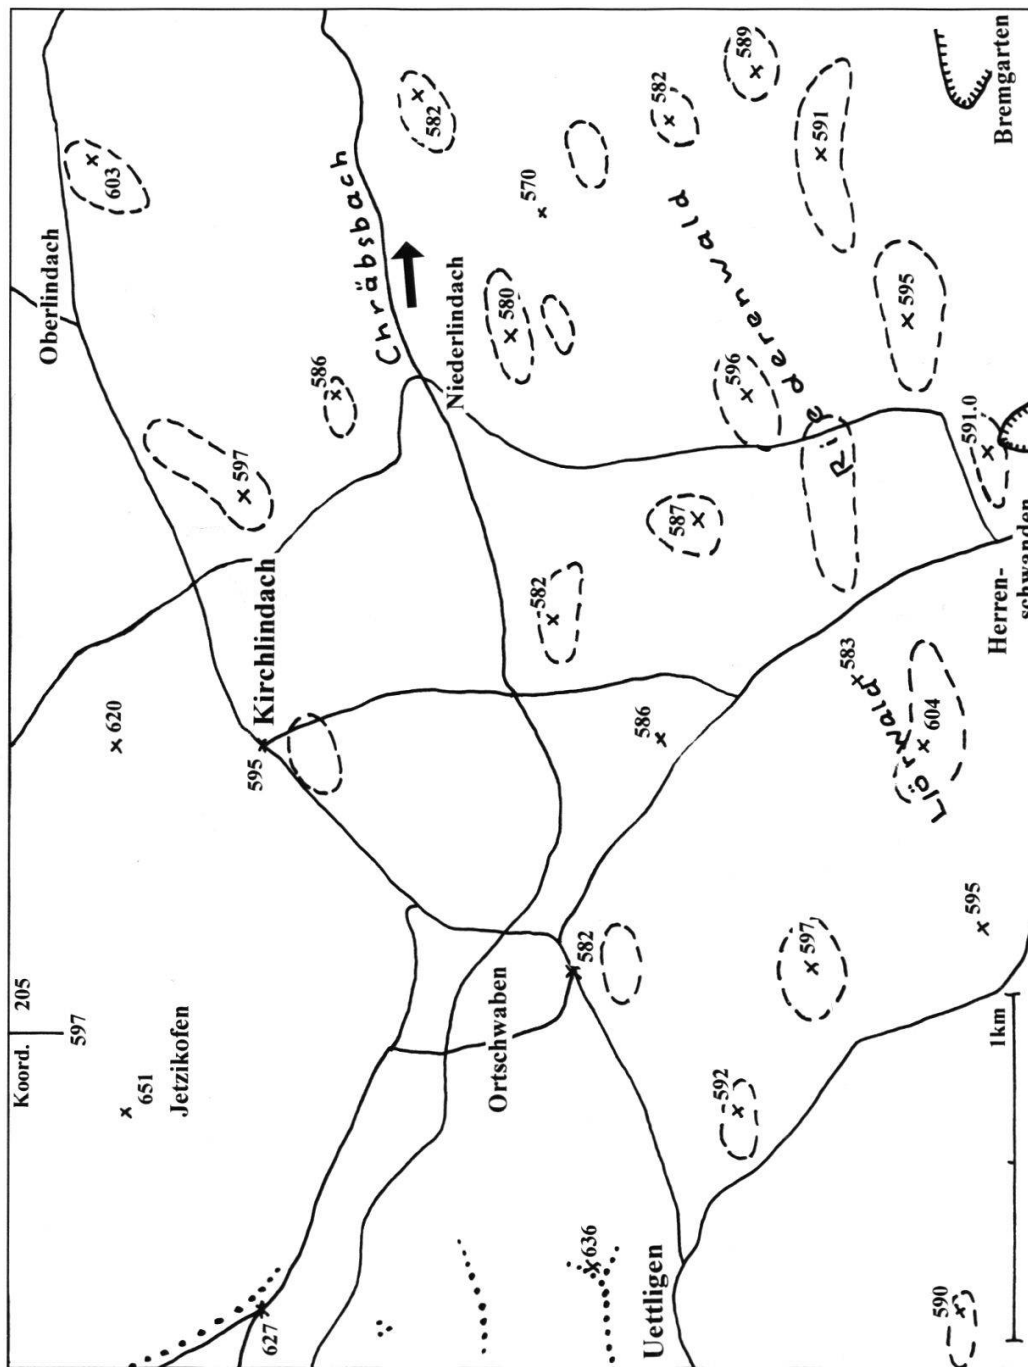 Koord. 205
597
651
Jetzikofen
627
636
Uettligen
Ortschwaben
582
620
595
Kirchlindach
597
586
Oberlindach
603
Chräbsbach
582
Niederlindach
580
570
582
589
591
Riederenwald
596
595
587
582
586
583
604
597
592
595
590
591.0
Herren-
schwanden
Bremgarten
1km